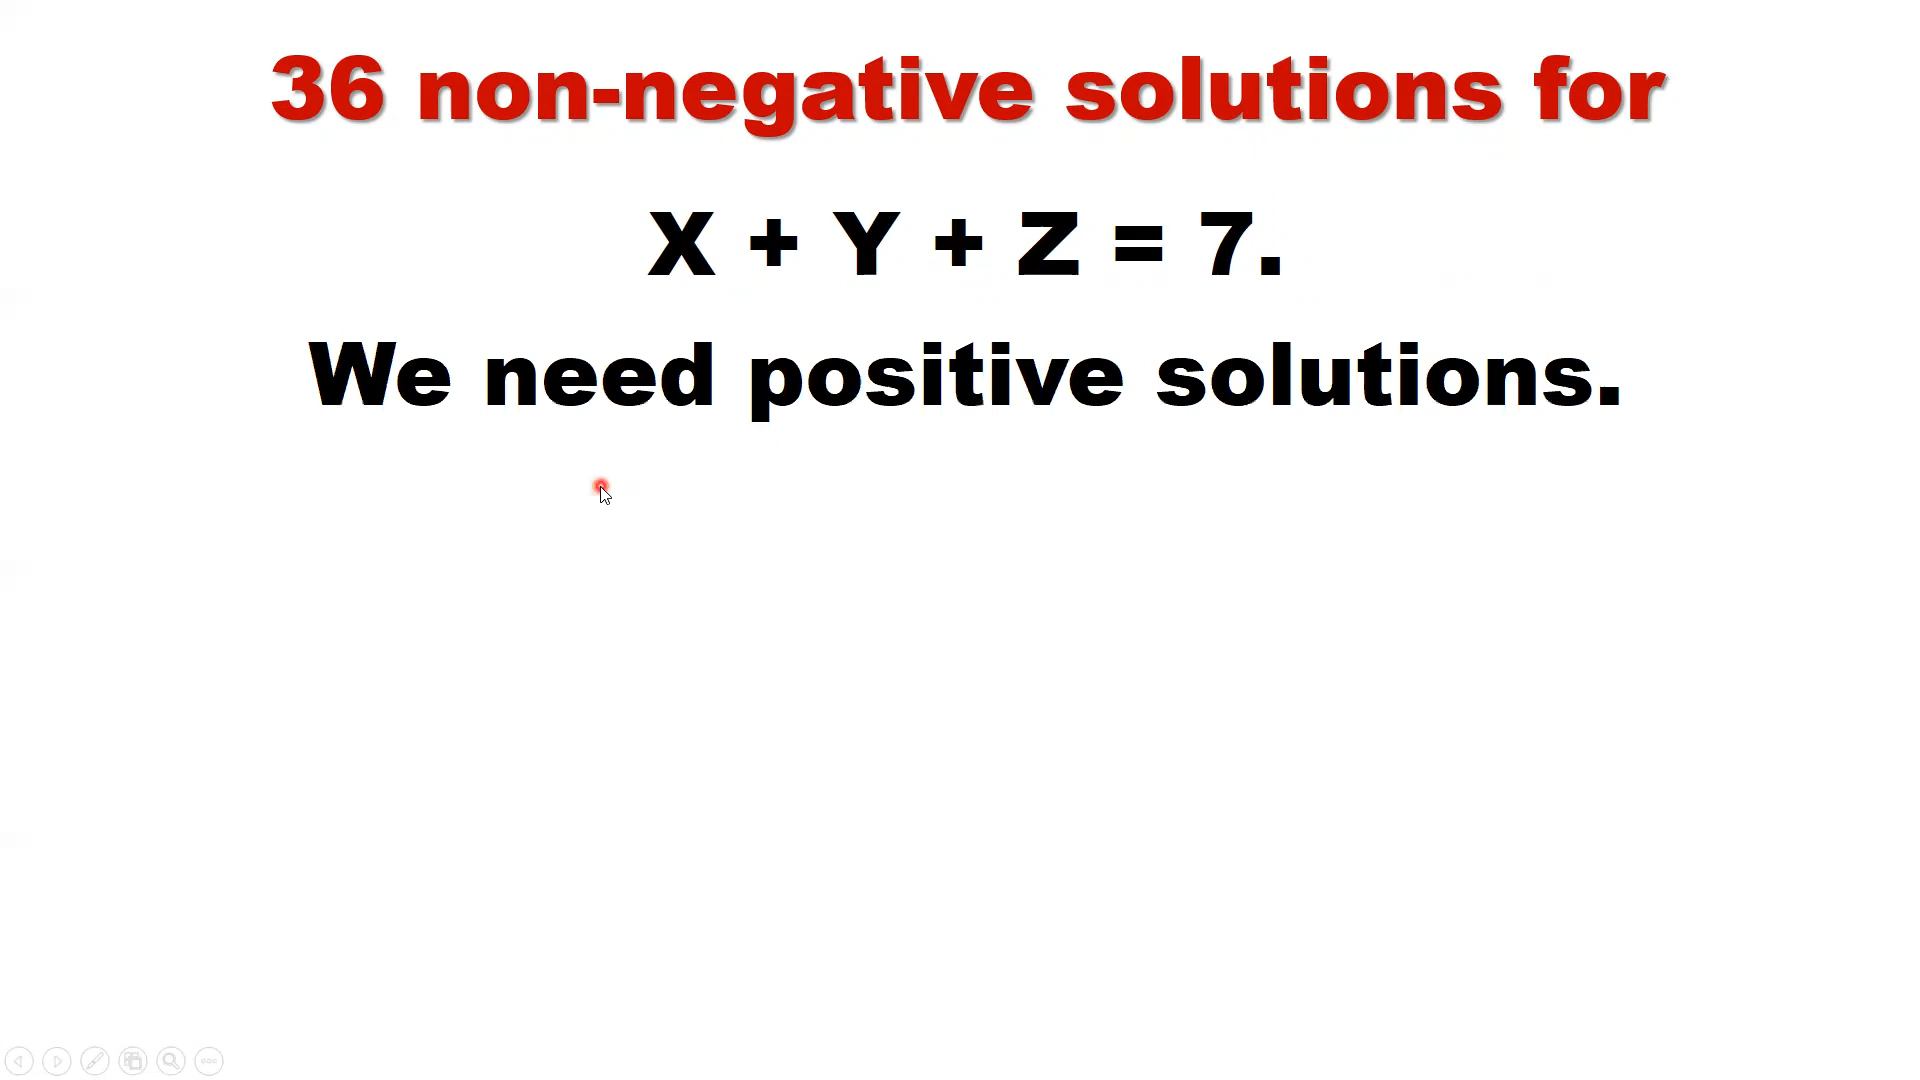 36 non-negative solutions for
X + Y + Z = 7.
We need positive solutions.